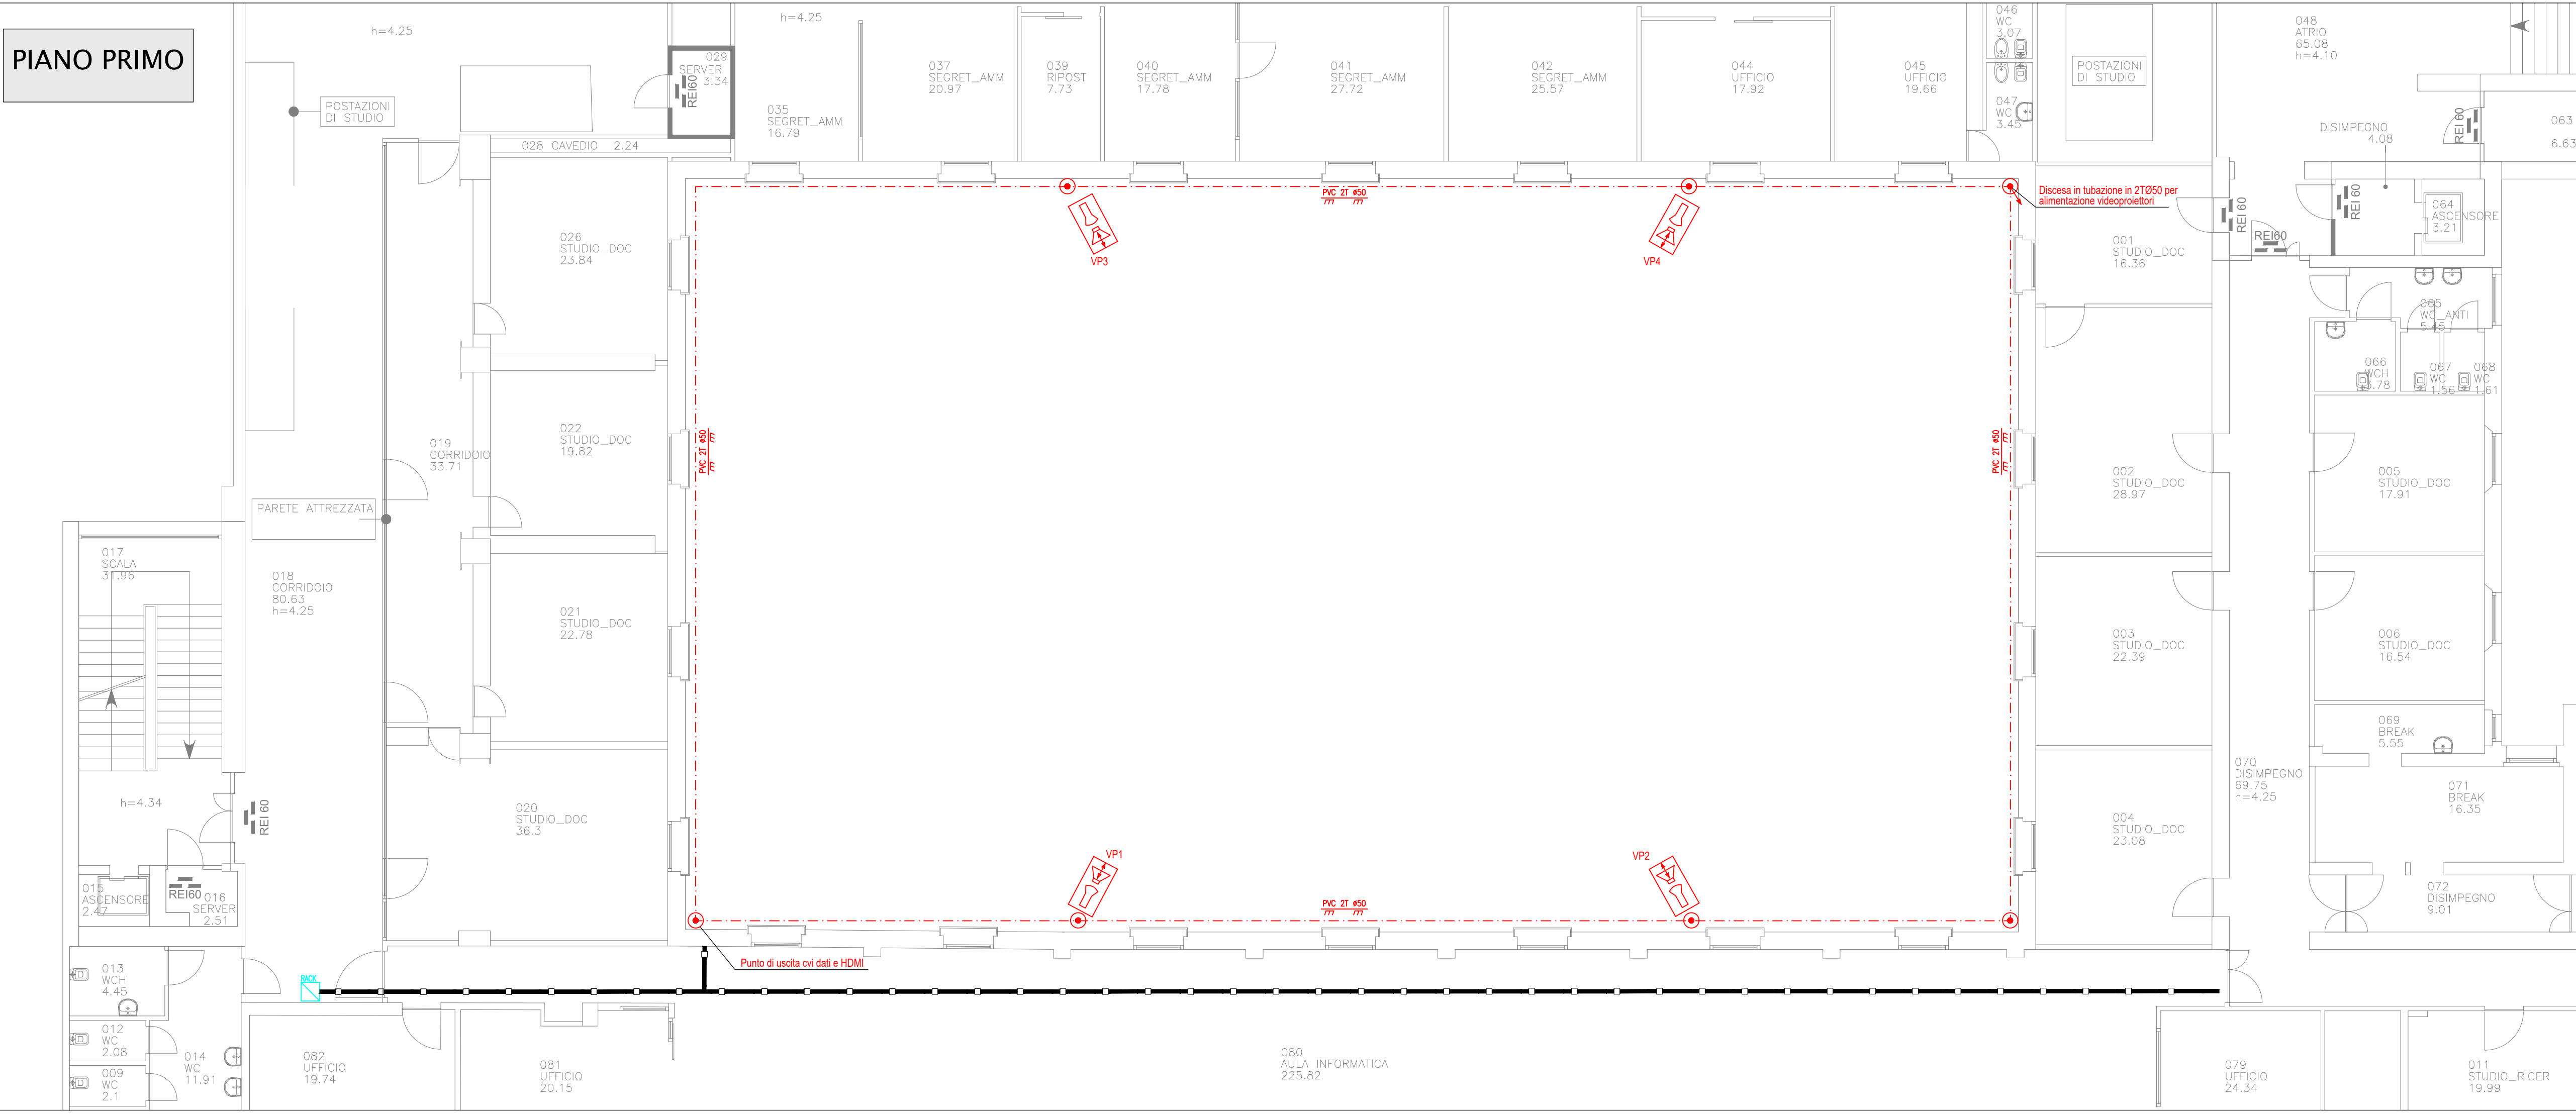 PIANO PRIMO
h=4.25
POSTAZIONI
DI STUDIO
029
SERVER
3.34
REI60
028 CAVEDIO 2.24
h=4.25
035
SEGRET_AMM
16.79
037
SEGRET_AMM
20.97
039
RIPOST
7.73
040
SEGRET_AMM
17.78
041
SEGRET_AMM
27.72
042
SEGRET_AMM
25.57
044
UFFICIO
17.92
045
UFFICIO
19.66
046
WC
3.07
047
WC
3.45
POSTAZIONI
DI STUDIO
048
ATRIO
65.08
h=4.10
DISIMPEGNO
4.08
REI 60
063
6.63
REI 60
064
ASCENSORE
3.21
REI 60
REI60
Discesa in tubazione in 2TØ50 per
alimentazione videoproiettori
PVC 2T ø50
VP3
VP4
026
STUDIO_DOC
23.84
001
STUDIO_DOC
16.36
065
WC_ANTI
5.45
066
WCH
3.78
067
WC
1.56
068
WC
1.61
022
STUDIO_DOC
19.82
019
CORRIDOIO
33.71
PVC 2T ø50
PVC 2T ø50
002
STUDIO_DOC
28.97
005
STUDIO_DOC
17.91
PARETE ATTREZZATA
017
SCALA
31.96
018
CORRIDOIO
80.63
h=4.25
021
STUDIO_DOC
22.78
003
STUDIO_DOC
22.39
006
STUDIO_DOC
16.54
069
BREAK
5.55
070
DISIMPEGNO
69.75
h=4.25
071
BREAK
16.35
h=4.34
REI 60
020
STUDIO_DOC
36.3
004
STUDIO_DOC
23.08
VP1
VP2
015
ASCENSORE
2.47
REI60
016
SERVER
2.51
PVC 2T ø50
072
DISIMPEGNO
9.01
Punto di uscita cvi dati e HDMI
RACK
013
WCH
4.45
012
WC
2.08
009
WC
2.1
014
WC
11.91
082
UFFICIO
19.74
081
UFFICIO
20.15
080
AULA INFORMATICA
225.82
079
UFFICIO
24.34
011
STUDIO_RICER
19.99